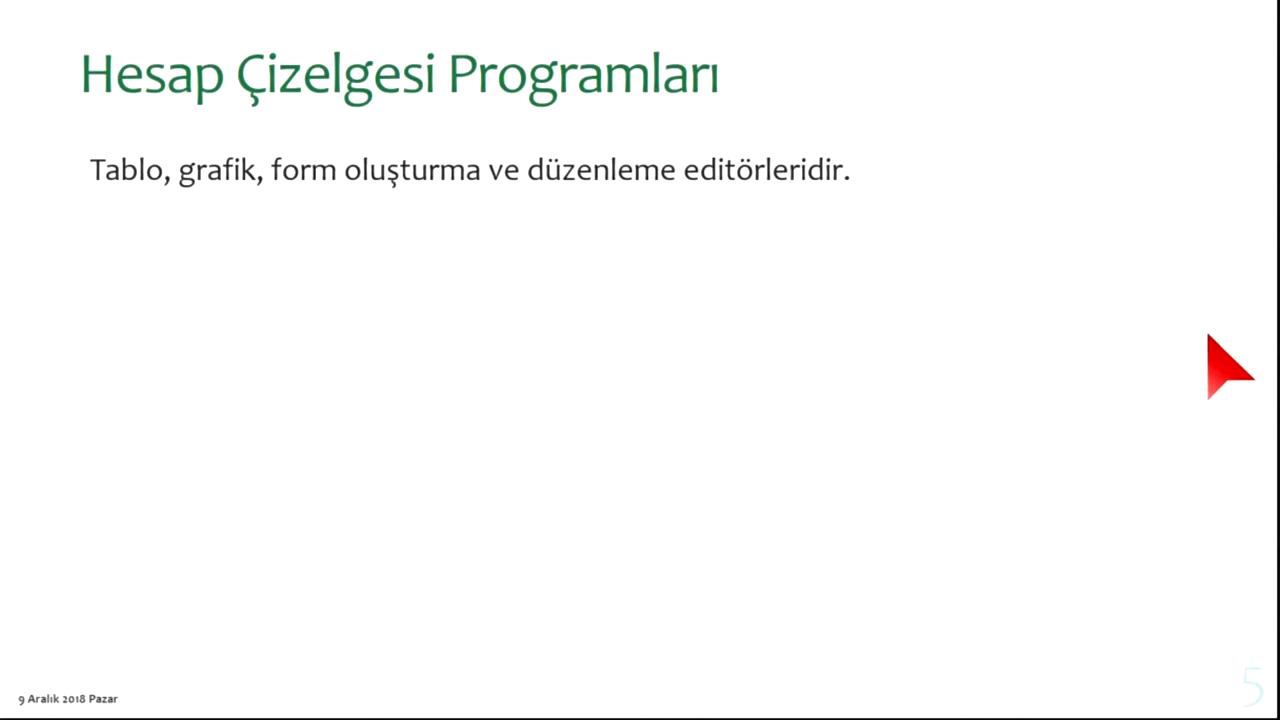 Hesap Çizelgesi Programları
Tablo, grafik, form oluşturma ve düzenleme editörleridir.
9 Aralık 2018 Pazar
5